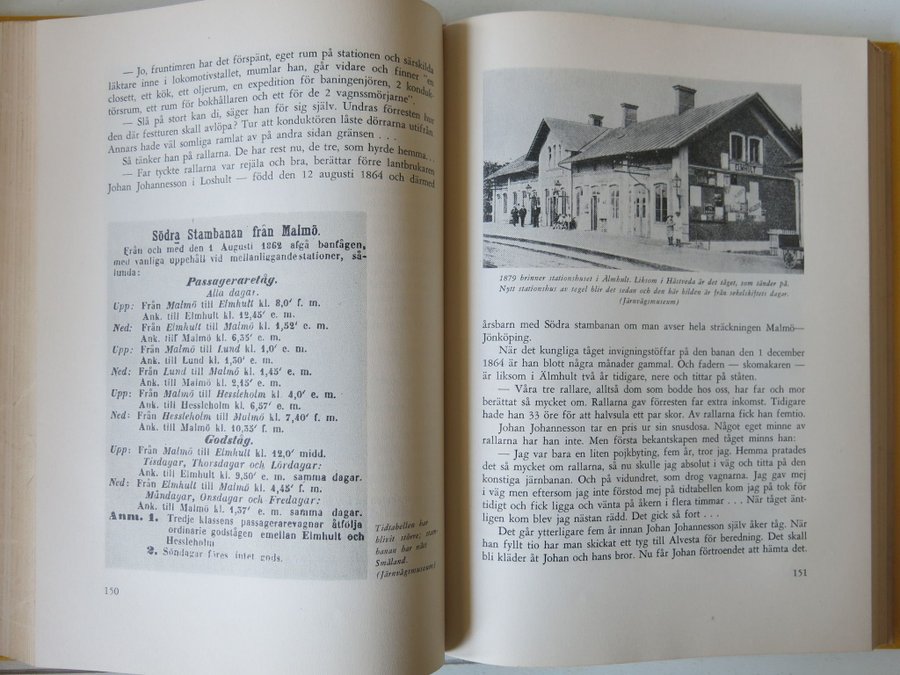 — Jo, fruntimren har det förspänt, eget rum på stationen och särskilda
läktare inne i lokomotivstallet, mumlar han, går vidare och finner "en
closett, ett kök, ett oljerum, en expedition för baningenjören, 2 konduk-
törsrum, ett rum för bokhållaren och ett för de 2 vagnssmörjarne".
— Slå på stort kan di, säger han för sig själv. Undras förresten hur
den där festturen skall avlöpa? Tur att konduktören låste dörrarna utifrån.
Annars hade väl somliga ramlat av på andra sidan gränsen . . .
Så tänker han på rallarna. De har rest nu, de tre, som hyrde hemma...
— Far tyckte rallarna var rejäla och bra, berättar förre lantbrukaren
Johan Johannesson i Loshult — född den 12 augusti 1864 och därmed
Södra Stambanan från Malmö.
Från och med den 1 Augusti 1862 afgå bantågen,
med vanliga uppehåll vid mellanliggande stationer, så-
lunda:
Passageraretåg.
Alla dagar.
Upp: Från Malmö till Elmhult kl. 8,0' f. m.
Ank. till Elmhult kl. 12,45' e. m.
Ned: Från Elmhult till Malmö kl. 1,52' e. m.
Ank. till Malmö kl. 6,35' e. m.
Upp: Från Malmö till Lund kl. 1,0' e. m.
Ank. till Lund kl. 1,30' e. m.
Ned: Från Lund till Malmö kl. 1,45' e. m.
Ank. till Malmö kl. 2,15' e. m.
Upp: Från Malmö till Hessleholm kl. 4,0' e. m.
Ank. till Hessleholm kl. 6,57' e. m.
Ned: Från Hessleholm till Malmö kl. 7,40' f. m.
Ank. till Malmö kl. 10,35' f. m.
Godståg.
Upp: Från Malmö till Elmhult kl. 12,0' midd.
Tisdagar, Thorsdagar och Lördagar:
Ank. till Elmhult kl. 9,50' e. m. samma dagar.
Ned: Från Elmhult till Malmö kl. 4,45' f. m.
Måndagar, Onsdagar och Fredagar:
Ank. till Malmö kl. 1,37' e. m. samma dagar.
Anm. 1. Tredje klassens passagerarevagnar åtfölja
ordinarie godstågen emellan Elmhult och
Hessleholm
2. Söndagar föres intet gods.
Tidtabellen har
blivit större; stam-
banan har nått
Småland.
(Järnvägsmuseum)
150
ELMHULT
1879 brinner stationshuset i Älmhult. Liksom i Hästveda är det tåget, som tänder på.
Nytt stationshus av tegel blir det sedan och den här bilden är från sekelskiftets dagar.
(Järnvägsmuseum)
årsbarn med Södra stambanan om man avser hela sträckningen Malmö—
Jönköping.
När det kungliga tåget invigningstöffar på den banan den 1 december
1864 är han blott några månader gammal. Och fadern — skomakaren —
är liksom i Älmhult två år tidigare, nere och tittar på ståten.
— Våra tre rallare, alltså dom som bodde hos oss, har far och mor
berättat så mycket om. Rallarna gav förresten far extra inkomst. Tidigare
hade han 33 öre för att halvsula ett par skor. Av rallarna fick han femtio.
Johan Johannesson tar en pris ur sin snusdosa. Något eget minne av
rallarna har han inte. Men första bekantskapen med tåget minns han:
— Jag var bara en liten pojkbyting, fem år, tror jag. Hemma pratades
det så mycket om rallarna, så nu skulle jag absolut i väg och titta på den
konstiga järnbanan. Och på vidundret, som drog vagnarna. Jag gav mej
i väg men eftersom jag inte förstod mej på tidtabellen kom jag på tok för
tidigt och fick ligga och vänta på åkern i flera timmar . . . När tåget änt-
ligen kom blev jag nästan rädd. Det gick så fort . . .
Det går ytterligare fem år innan Johan Johannesson själv åker tåg. När
han fyllt tio har man skickat ett tyg till Alvesta för beredning. Det skall
bli kläder åt Johan och hans bror. Nu får Johan förtroendet att hämta det.
151